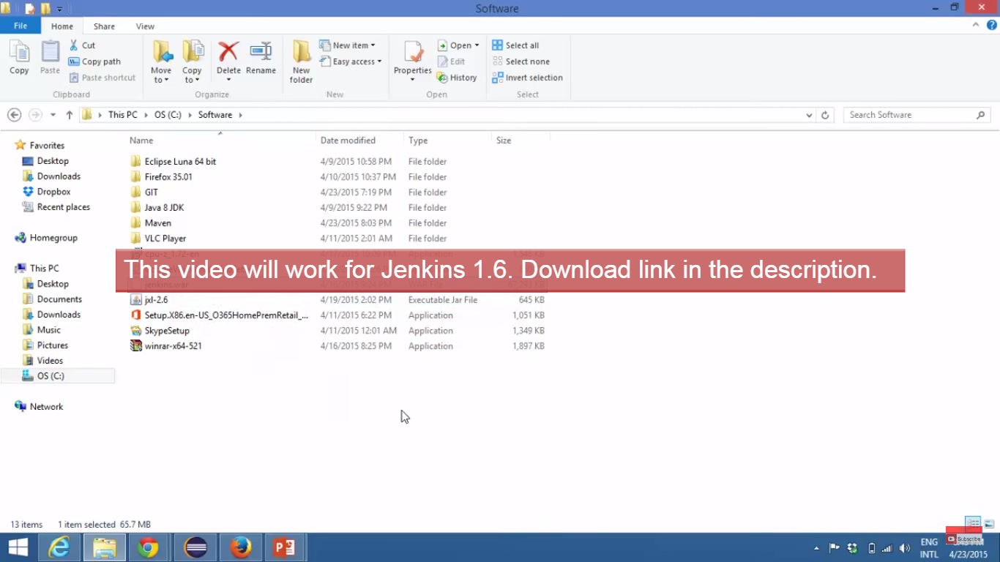 Software
File Home Share View
Copy
Paste
Cut
Copy path
Paste shortcut
Clipboard
Move to
Copy to
Delete
Rename
Organize
New folder
New item
Easy access
New
Properties
Open
Edit
History
Open
Select all
Select none
Invert selection
Select
This PC OS (C:) Software
Search Software
Favorites
Desktop
Downloads
Dropbox
Recent places
Homegroup
This PC
Desktop
Documents
Downloads
Music
Pictures
Videos
OS (C:)
Network
Name Date modified Type Size
Eclipse Luna 64 bit 4/9/2015 10:58 PM File folder
Firefox 35.01 4/10/2015 10:37 PM File folder
GIT 4/23/2015 7:19 PM File folder
Java 8 JDK 4/9/2015 9:22 PM File folder
Maven 4/23/2015 8:03 PM File folder
VLC Player 4/11/2015 2:01 AM File folder
cpu-z_1.72-en
This video will work for Jenkins 1.6. Download link in the description.
jenkins.war
jxl-2.6 4/19/2015 2:02 PM Executable Jar File 645 KB
Setup.X86.en-US_O365HomePremRetail_... 4/11/2015 6:22 PM Application 1,051 KB
SkypeSetup 4/11/2015 12:01 AM Application 1,349 KB
winrar-x64-521 4/16/2015 8:25 PM Application 1,897 KB
13 items 1 item selected 65.7 MB
ENG
INTL
Subscribe
4/23/2015